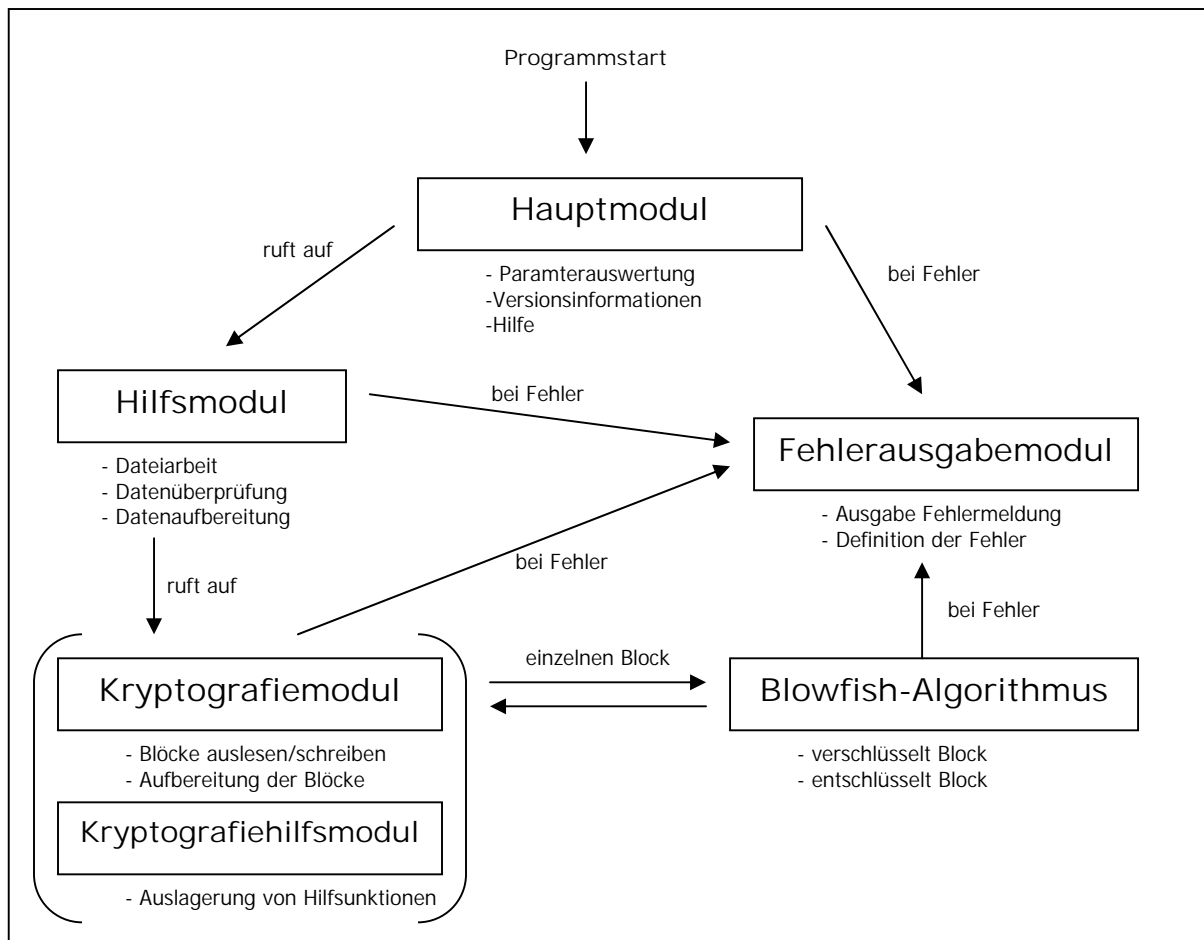 Programmstart
Hauptmodul
ruft auf
bei Fehler
- Paramterauswertung
-Versionsinformationen
-Hilfe
Hilfsmodul
bei Fehler
- Dateiarbeit
- Datenüberprüfung
- Datenaufbereitung
Fehlerausgabemodul
- Ausgabe Fehlermeldung
- Definition der Fehler
ruft auf
bei Fehler
bei Fehler
Kryptografiemodul
einzelnen Block
Blowfish-Algorithmus
- Blöcke auslesen/schreiben
- Aufbereitung der Blöcke
- verschlüsselt Block
- entschlüsselt Block
Kryptografiehilfsmodul
- Auslagerung von Hilfsunktionen